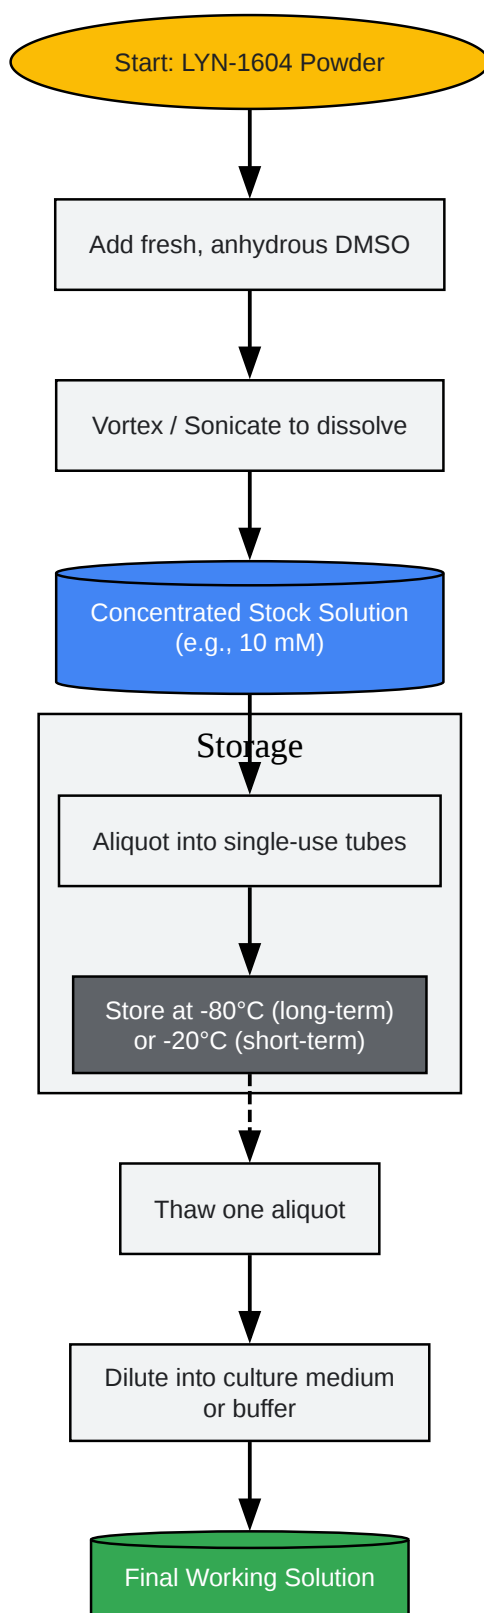 Start: LYN-1604 Powder
Add fresh, anhydrous DMSO
Vortex / Sonicate to dissolve
Concentrated Stock Solution
(e.g., 10 mM)
Storage
Aliquot into single-use tubes
Store at -80°C (long-term)
or -20°C (short-term)
Thaw one aliquot
Dilute into culture medium
or buffer
Final Working Solution